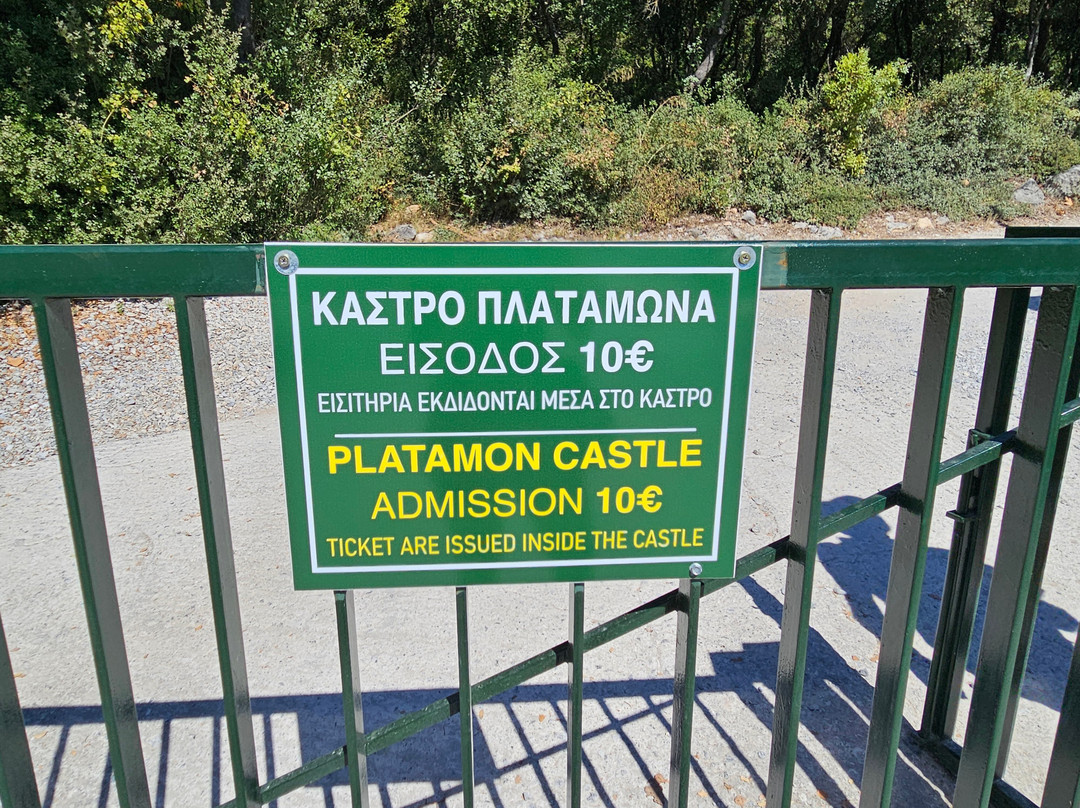 ΚΑΣΤΡΟ ΠΛΑΤΑΜΩΝΑ
ΕΙΣΟΔΟΣ 10€
ΕΙΣΙΤΗΡΙΑ ΕΚΔΙΔΟΝΤΑΙ ΜΕΣΑ ΣΤΟ ΚΑΣΤΡΟ
PLATAMON CASTLE
ADMISSION 10€
TICKET ARE ISSUED INSIDE THE CASTLE